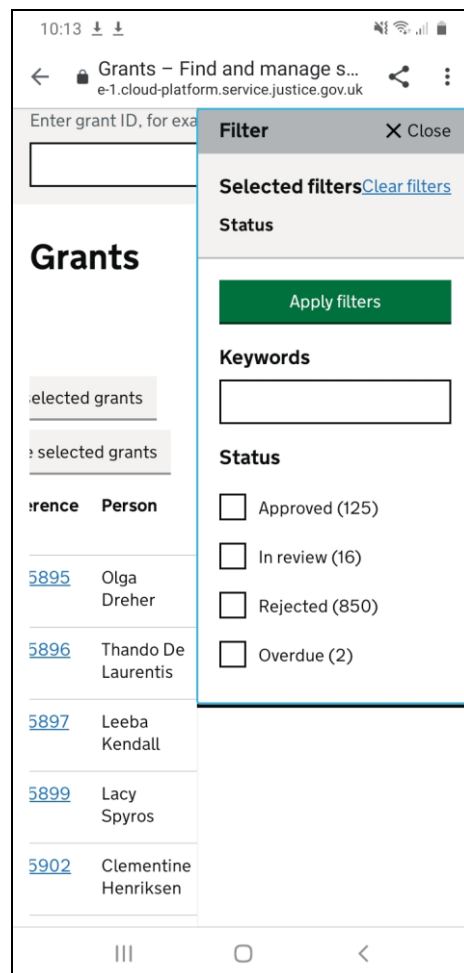 10:13
Grants – Find and manage s...
e-1.cloud-platform.service.justice.gov.uk
Enter grant ID, for exa
Grants
elected grants
e selected grants
erence Person
5895 Olga
Dreher
5896 Thando De
Laurentis
5897 Leeba
Kendall
5899 Lacy
Spyros
5902 Clementine
Henriksen
Filter
Close
Selected filters Clear filters
Status
Apply filters
Keywords
Status
Approved (125)
In review (16)
Rejected (850)
Overdue (2)